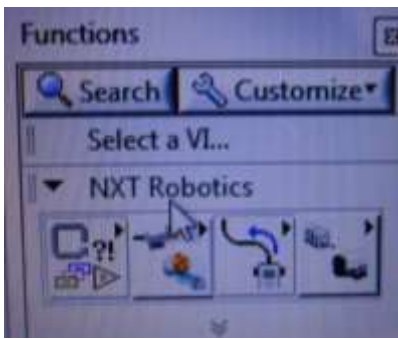 Functions
Search Customize
Select a VI...
NXT Robotics
?!